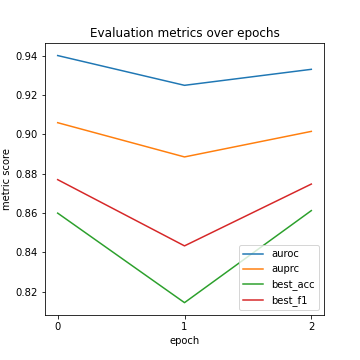 Evaluation metrics over epochs
metric score
0.94
0.92
0.90
0.88
0.86
0.84
0.82
auroc
auprc
best_acc
best_f1
0
1
2
epoch